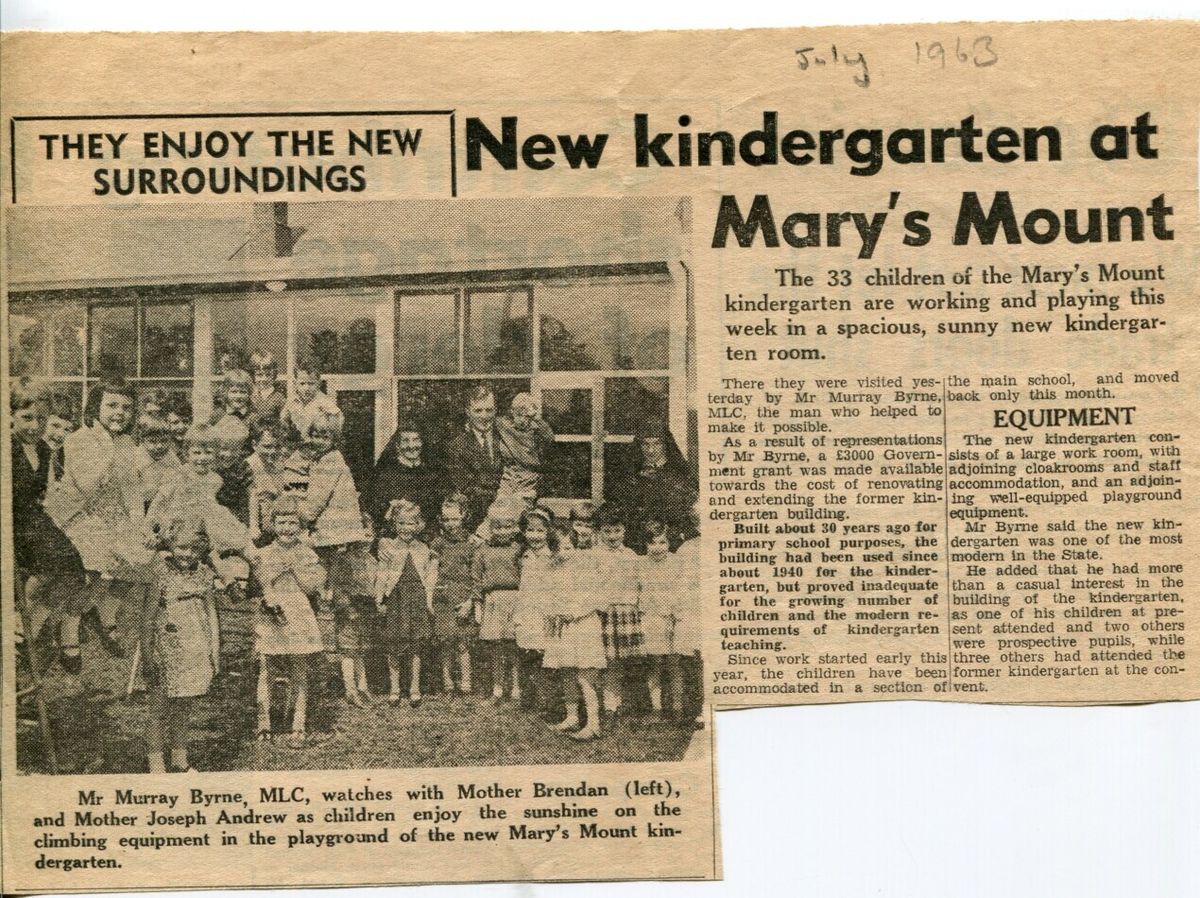 July 1963
THEY ENJOY THE NEW
SURROUNDINGS
New kindergarten at
Mary's Mount
The 33 children of the Mary's Mount
kindergarten are working and playing this
week in a spacious, sunny new kindergar-
ten room.
There they were visited yes-
terday by Mr Murray Byrne,
MLC, the man who helped to
make it possible.
As a result of representations
by Mr Byrne, a £3000 Govern-
ment grant was made available
towards the cost of renovating
and extending the former kin-
dergarten building.
Built about 30 years ago for
primary school purposes, the
building had been used since
about 1940 for the kinder-
garten, but proved inadequate
for the growing number of
children and the modern re-
quirements of kindergarten
teaching.
Since work started early this
year, the children have been
accommodated in a section of
the main school, and moved
back only this month.
EQUIPMENT
The new kindergarten con-
sists of a large work room, with
adjoining cloakrooms and staff
accommodation, and an adjoin-
ing well-equipped playground
equipment.
Mr Byrne said the new kin-
dergarten was one of the most
modern in the State.
He added that he had more
than a casual interest in the
building of the kindergarten,
as one of his children at pre-
sent attended and two others
were prospective pupils, while
three others had attended the
former kindergarten at the con-
vent.
Mr Murray Byrne, MLC, watches with Mother Brendan (left),
and Mother Joseph Andrew as children enjoy the sunshine on the
climbing equipment in the playground of the new Mary's Mount kin-
dergarten.